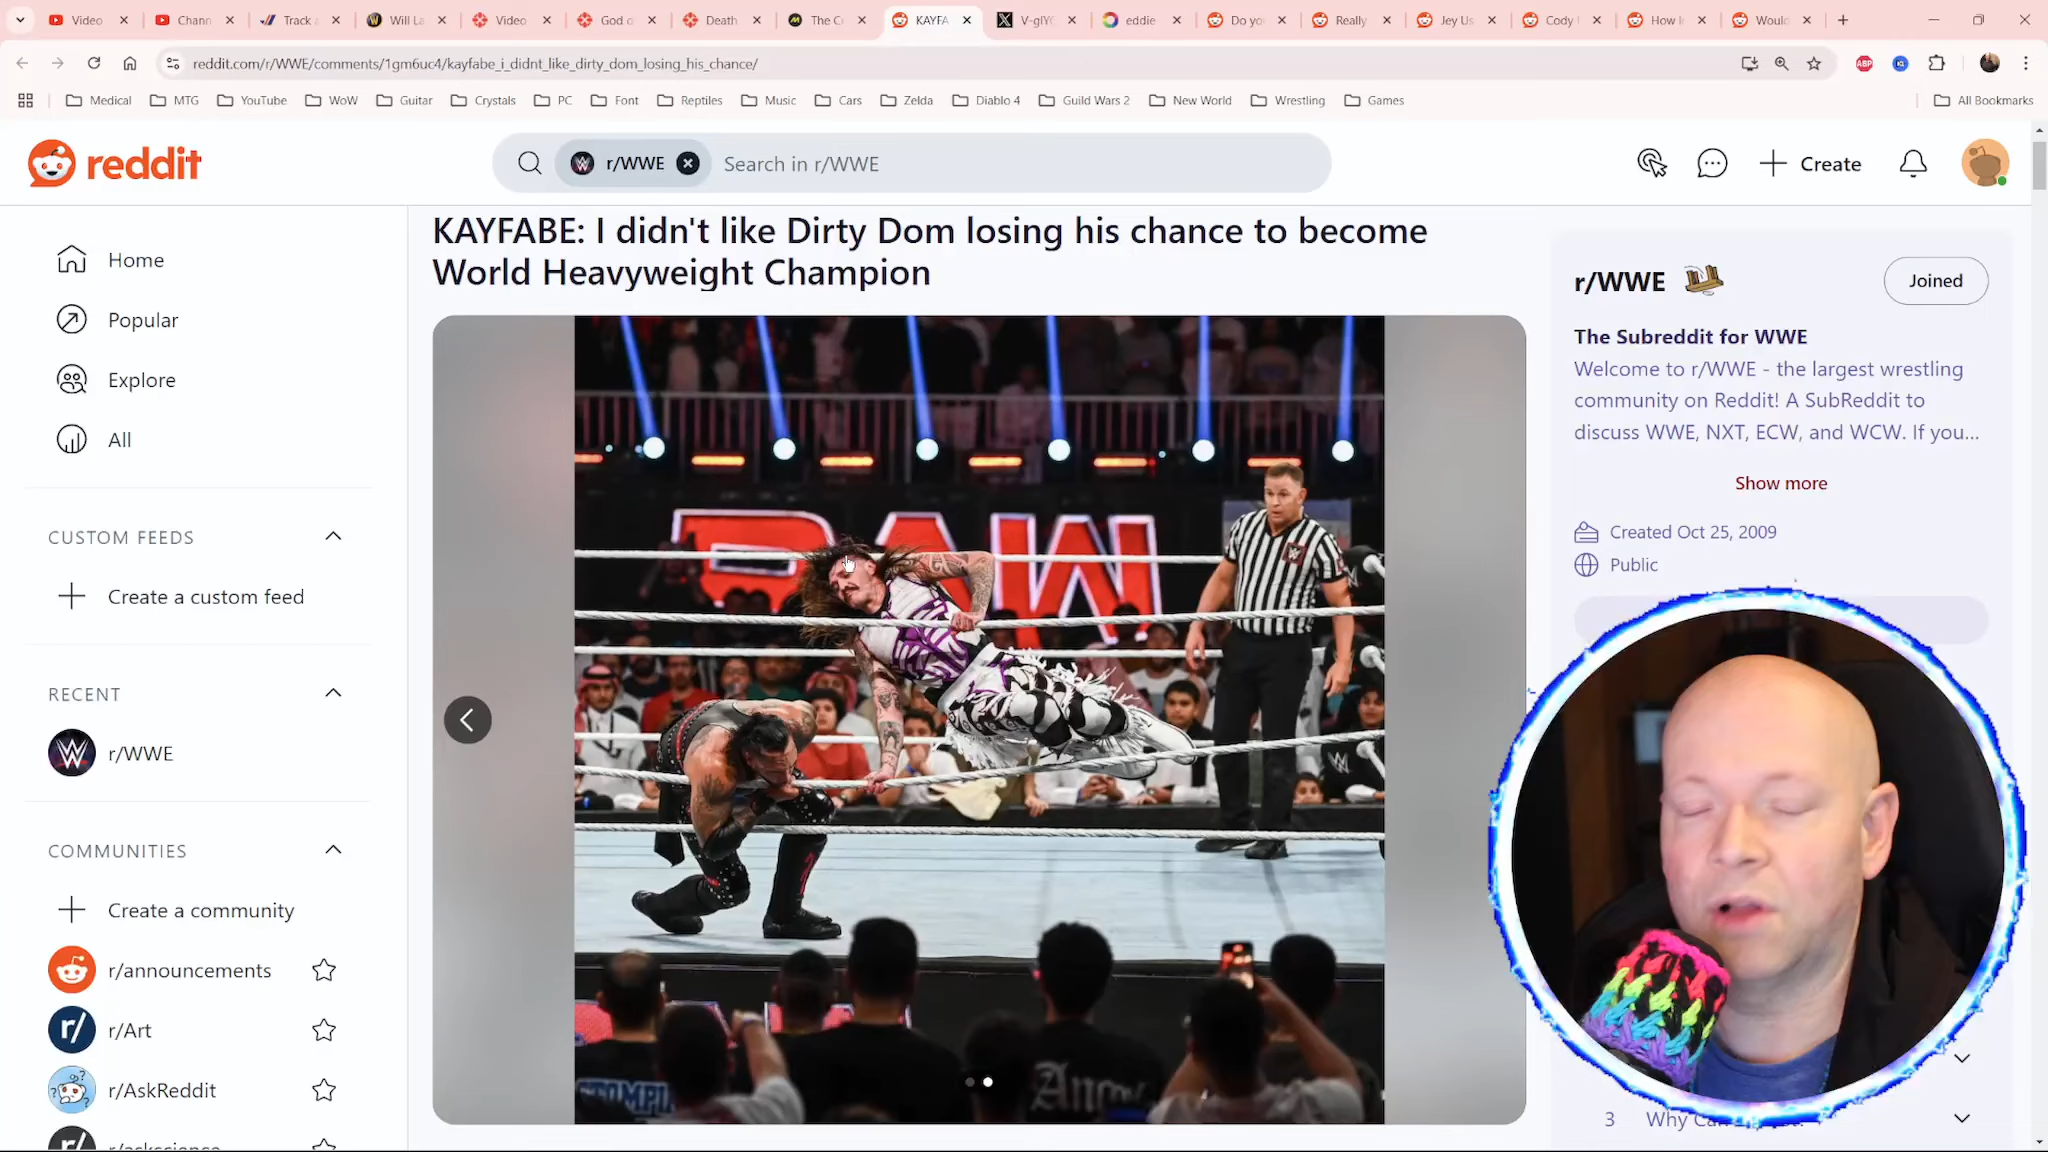 Video
Chann
Track a
Will La
Video
God o
Death
The C
KAYFA
V-glY
eddie
Do yo
Really
Jey Us
Cody
How I
Would
reddit.com/r/WWE/comments/1gm6uc4/kayfabe_i_didnt_like_dirty_dom_losing_his_chance/
ABP
Medical
MTG
YouTube
WoW
Guitar
Crystals
PC
Font
Reptiles
Music
Cars
Zelda
Diablo 4
Guild Wars 2
New World
Wrestling
Games
All Bookmarks
reddit
r/WWE
Search in r/WWE
Create
Home
Popular
Explore
All
CUSTOM FEEDS
Create a custom feed
RECENT
r/WWE
COMMUNITIES
Create a community
r/announcements
r/Art
r/AskReddit
r/askscience
KAYFABE: I didn't like Dirty Dom losing his chance to become
World Heavyweight Champion
RAW
r/WWE
Joined
The Subreddit for WWE
Welcome to r/WWE - the largest wrestling
community on Reddit! A SubReddit to
discuss WWE, NXT, ECW, and WCW. If you...
Show more
Created Oct 25, 2009
Public
3 Why